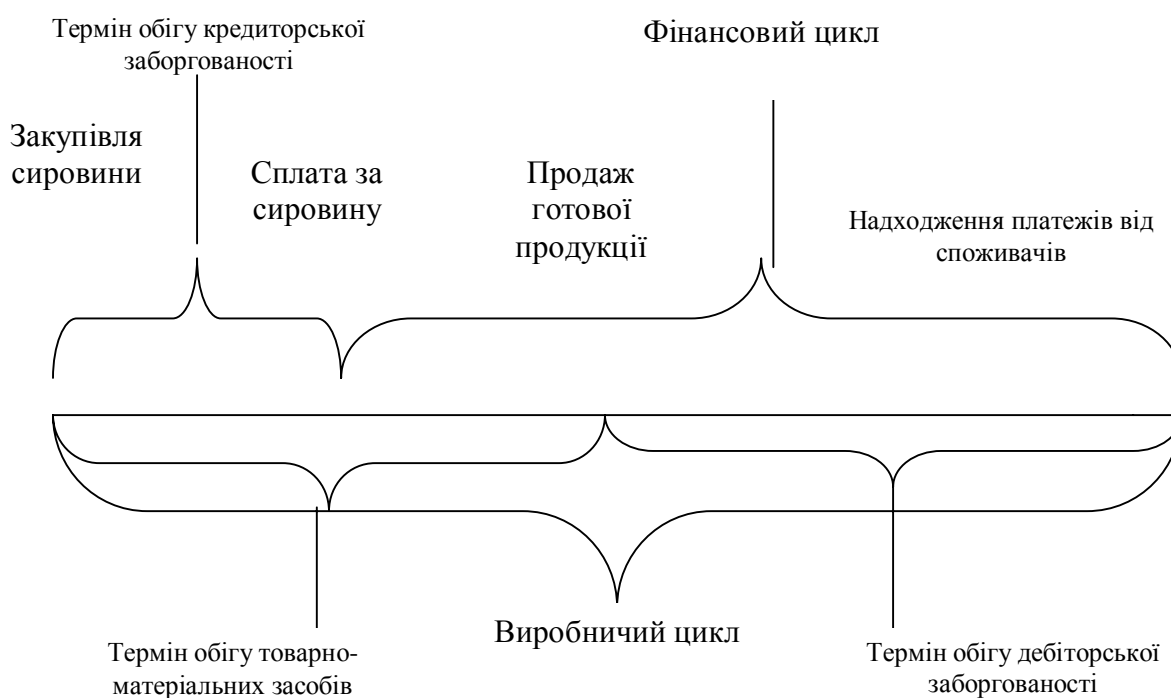 Термін обігу кредиторської
заборгованості
Фінансовий цикл
Закупівля
сировини
Сплата за
сировину
Продаж
готової
продукції
Надходження платежів від
споживачів
Виробничий цикл
Термін обігу товарно-
матеріальних засобів
Термін обігу дебіторської
заборгованості